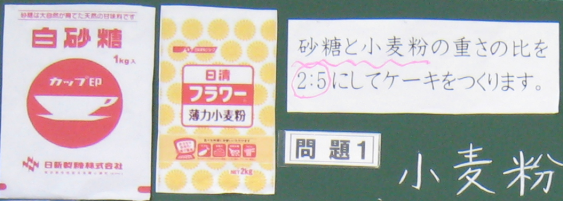 砂糖は大自然が育てた天然の甘味料です
白砂糖
1kg入
カップ印
日新製糖株式会社
日清
フラワー
薄力小麦粉
砂糖と小麦粉の重さの比を
2:5にしてケーキをつくります。
問題1
小麦粉